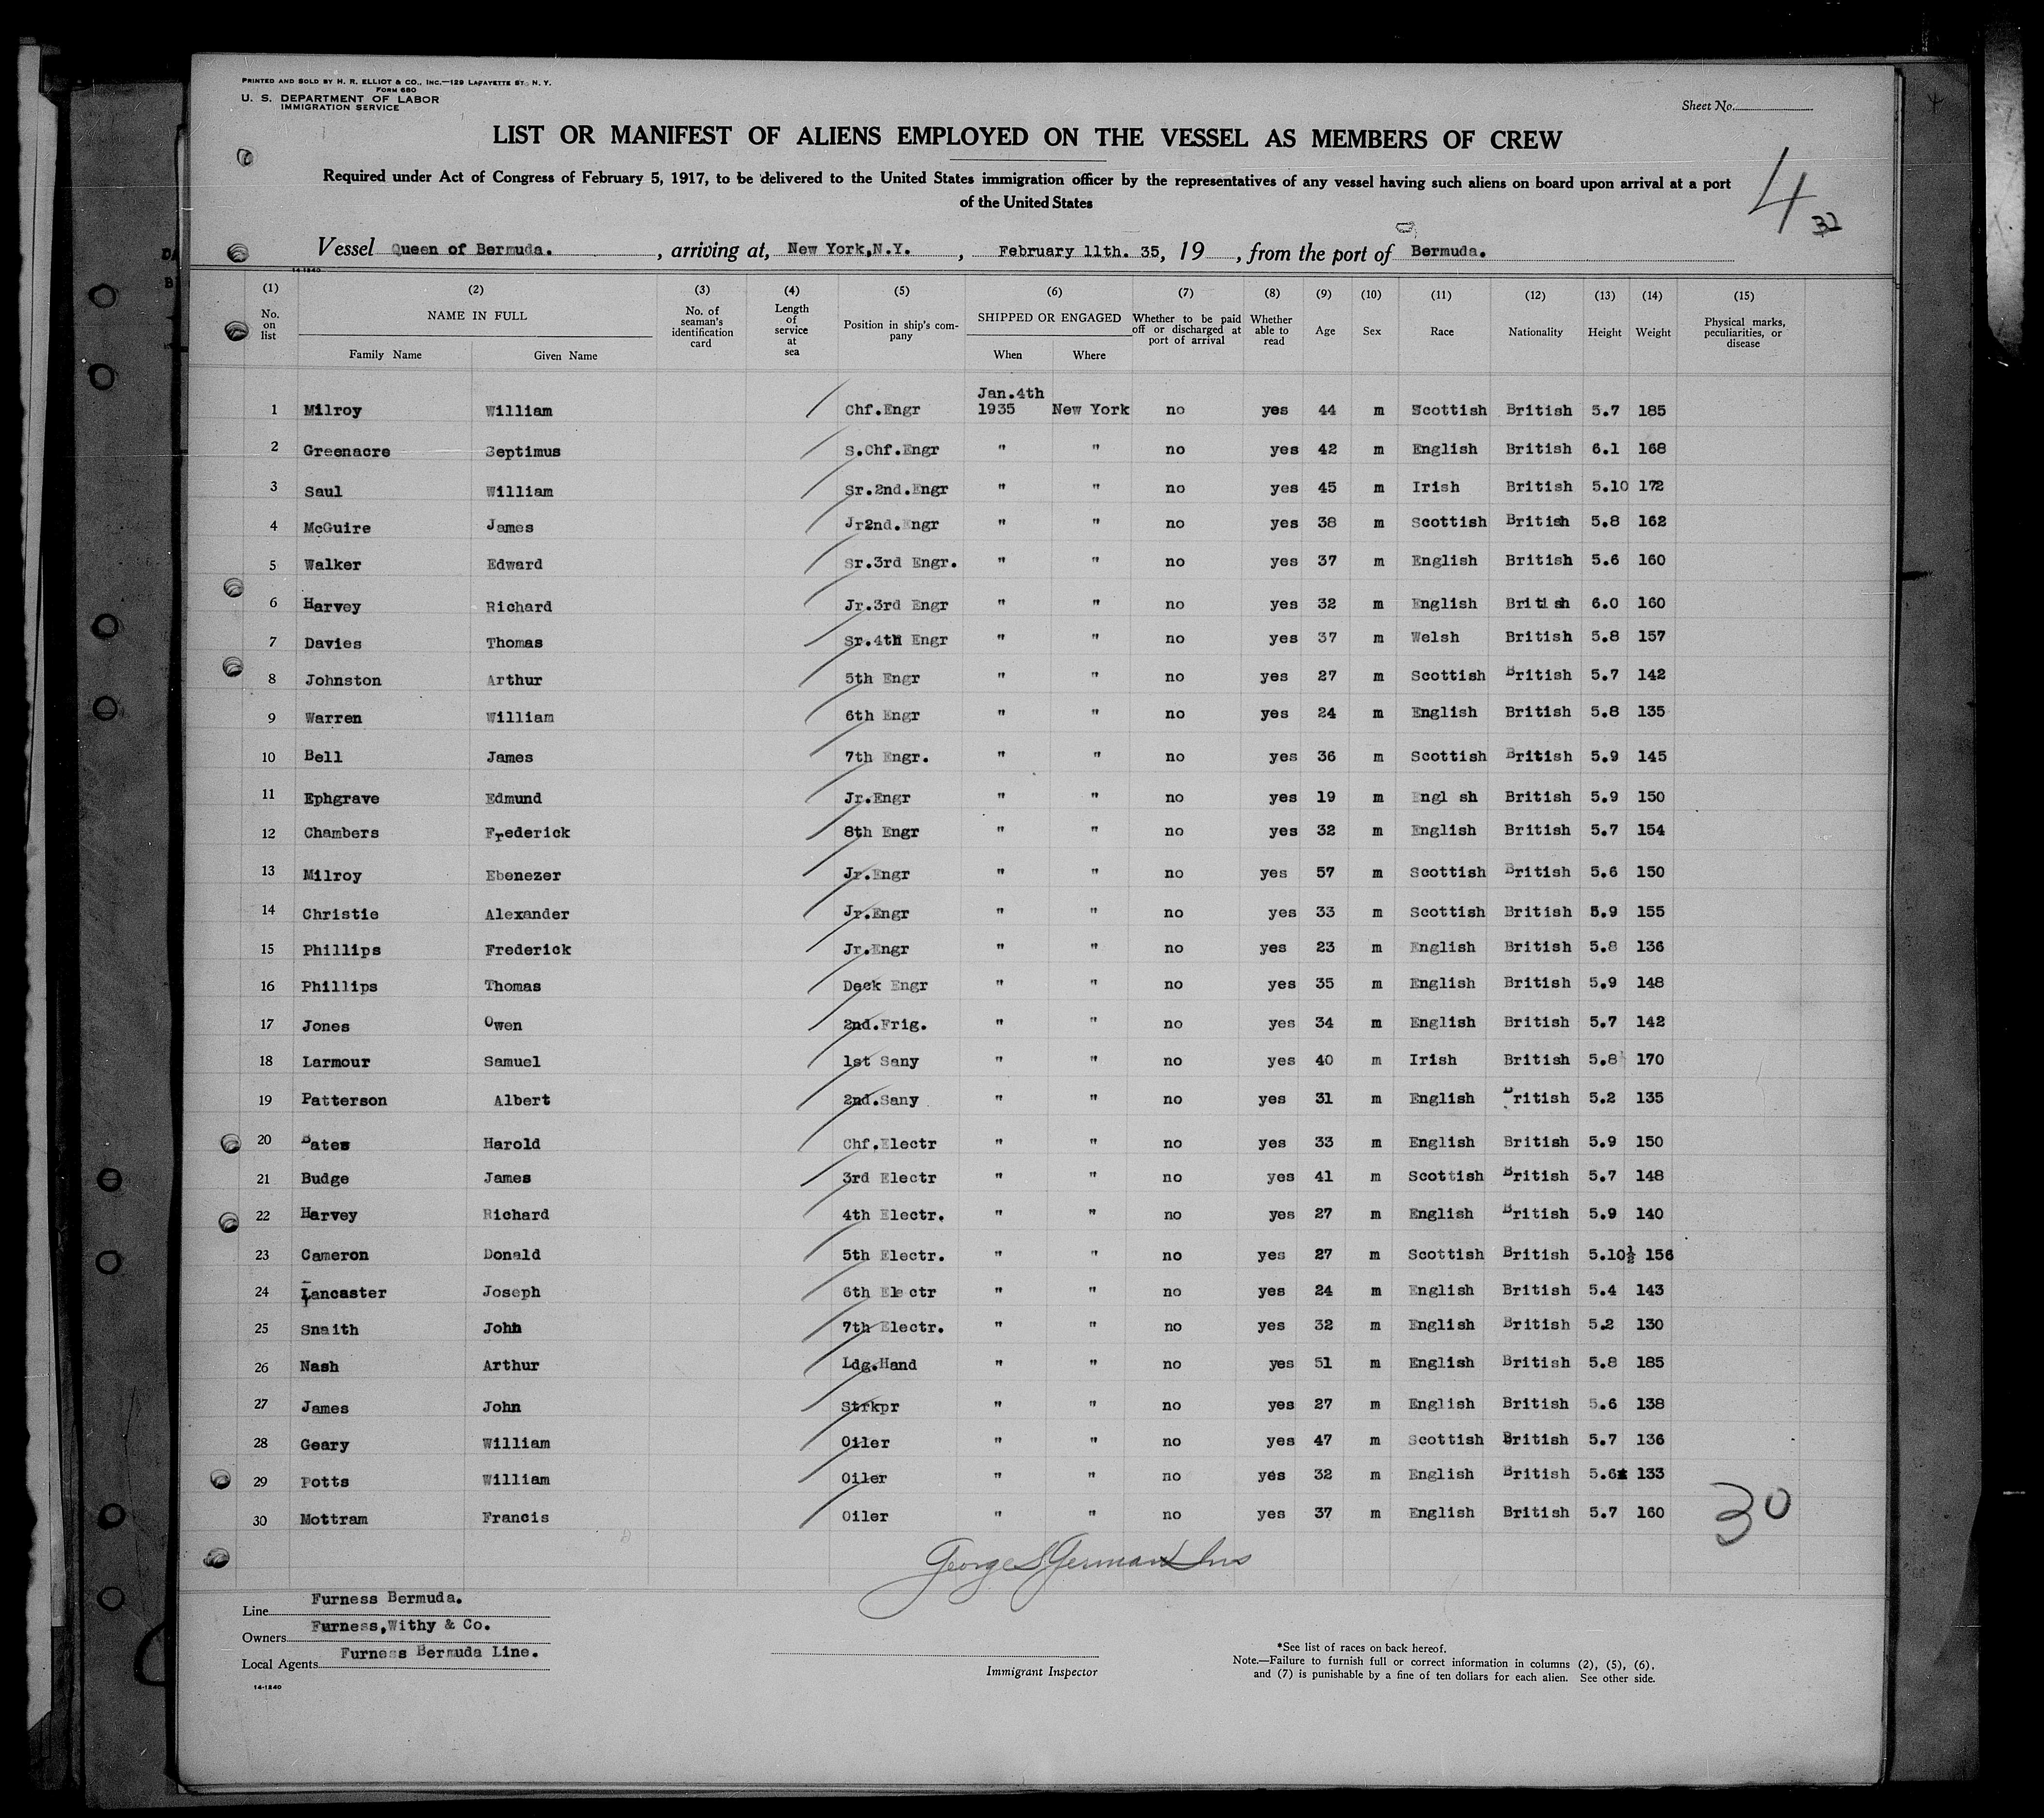 PRINTED AND SOLD BY H. R. ELLIOT & CO., INC.—129 LAFAYETTE ST., N. Y.
FORM 680
U. S. DEPARTMENT OF LABOR
IMMIGRATION SERVICE
Sheet No.
LIST OR MANIFEST OF ALIENS EMPLOYED ON THE VESSEL AS MEMBERS OF CREW
Required under Act of Congress of February 5, 1917, to be delivered to the United States immigration officer by the representatives of any vessel having such aliens on board upon arrival at a port
of the United States
4
32
Vessel Queen of Bermuda. , arriving at, New York,N.Y. , February 11th. 35, 19 , from the port of Bermuda.
14-1240
(1) (2) (3) (4) (5) (6) (7) (8) (9) (10) (11) (12) (13) (14) (15)
No. on list NAME IN FULL Family Name Given Name No. of seaman's identification card Length of service at sea Position in ship's company SHIPPED OR ENGAGED When Where Whether to be paid off or discharged at port of arrival Whether able to read Age Sex Race Nationality Height Weight Physical marks, peculiarities, or disease
Jan.4th
1 Milroy William Chf.Engr 1935 New York no yes 44 m Scottish British 5.7 185
2 Greenacre Septimus S.Chf.Engr " " no yes 42 m English British 6.1 168
3 Saul William Sr.2nd.Engr " " no yes 45 m Irish British 5.10 172
4 McGuire James Jr2nd.Engr " " no yes 38 m Scottish British 5.8 162
5 Walker Edward Sr.3rd Engr. " " no yes 37 m English British 5.6 160
6 Harvey Richard Jr.3rd Engr " " no yes 32 m English British 6.0 160
7 Davies Thomas Sr.4th Engr " " no yes 37 m Welsh British 5.8 157
8 Johnston Arthur 5th Engr " " no yes 27 m Scottish British 5.7 142
9 Warren William 6th Engr " " no yes 24 m English British 5.8 135
10 Bell James 7th Engr. " " no yes 36 m Scottish British 5.9 145
11 Ephgrave Edmund Jr.Engr " " no yes 19 m Engl sh British 5.9 150
12 Chambers Frederick 8th Engr " " no yes 32 m English British 5.7 154
13 Milroy Ebenezer Jr.Engr " " no yes 57 m Scottish British 5.6 150
14 Christie Alexander Jr.Engr " " no yes 33 m Scottish British 5.9 155
15 Phillips Frederick Jr.Engr " " no yes 23 m English British 5.8 136
16 Phillips Thomas Deck Engr " " no yes 35 m English British 5.9 148
17 Jones Owen 2nd.Frig. " " no yes 34 m English British 5.7 142
18 Larmour Samuel 1st Sany " " no yes 40 m Irish British 5.8 170
19 Patterson Albert 2nd.Sany " " no yes 31 m English British 5.2 135
20 Bates Harold Chf.Electr " " no yes 33 m English British 5.9 150
21 Budge James 3rd Electr " " no yes 41 m Scottish British 5.7 148
22 Harvey Richard 4th Electr. " " no yes 27 m English British 5.9 140
23 Cameron Donald 5th Electr. " " no yes 27 m Scottish British 5.10½ 156
24 Lancaster Joseph 6th Electr " " no yes 24 m English British 5.4 143
25 Snaith John 7th Electr. " " no yes 32 m English British 5.2 130
26 Nash Arthur Ldg.Hand " " no yes 51 m English British 5.8 185
27 James John Strkpr " " no yes 27 m English British 5.6 138
28 Geary William Oiler " " no yes 47 m Scottish British 5.7 136
29 Potts William Oiler " " no yes 32 m English British 5.6 133
30 Mottram Francis Oiler " " no yes 37 m English British 5.7 160
30
George S German Ins
Line Furness Bermuda.
Owners Furness,Withy & Co.
Local Agents Furness Bermuda Line.
14-1240
Immigrant Inspector
*See list of races on back hereof.
Note.—Failure to furnish full or correct information in columns (2), (5), (6),
and (7) is punishable by a fine of ten dollars for each alien. See other side.